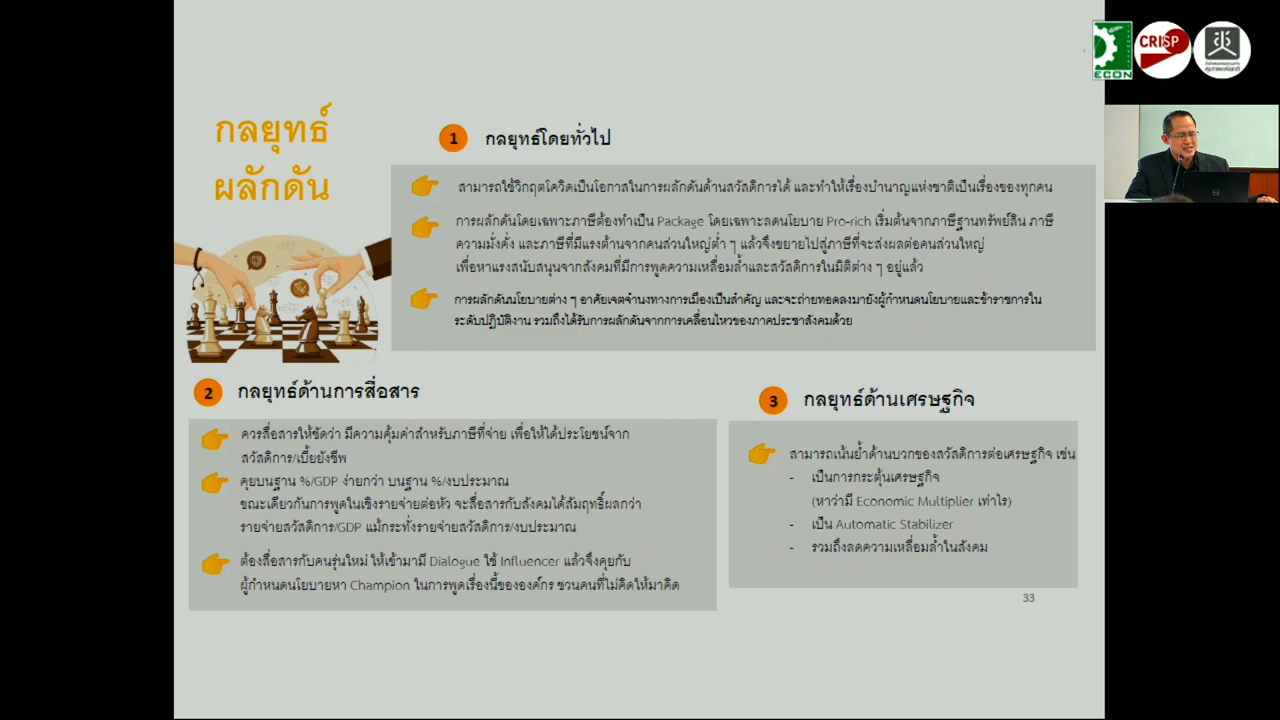 กลยุทธ์
ผลักดัน
1 กลยุทธ์โดยทั่วไป
สามารถใช้วิกฤตโควิดเป็นโอกาสในการผลักดันด้านสวัสดิการได้ และทำให้เรื่องบำนาญแห่งชาติเป็นเรื่องของทุกคน
การผลักดันโดยเฉพาะภาษีต้องทำเป็น Package โดยเฉพาะลดนโยบาย Pro-rich เริ่มต้นจากภาษีฐานทรัพย์สิน ภาษี
ความมั่งคั่ง และภาษีที่มีแรงต้านจากคนส่วนใหญ่ต่ำ ๆ แล้วจึงขยายไปสู่ภาษีที่จะส่งผลต่อคนส่วนใหญ่
เพื่อหาแรงสนับสนุนจากสังคมที่มีการพูดความเหลื่อมล้ำและสวัสดิการในมิติต่าง ๆ อยู่แล้ว
การผลักดันนโยบายต่าง ๆ อาศัยเจตจำนงทางการเมืองเป็นสำคัญ และจะถ่ายทอดลงมายังผู้กำหนดนโยบายและข้าราชการใน
ระดับปฏิบัติงาน รวมถึงได้รับการผลักดันจากการเคลื่อนไหวของภาคประชาสังคมด้วย
2 กลยุทธ์ด้านการสื่อสาร
ควรสื่อสารให้ชัดว่า มีความคุ้มค่าสำหรับภาษีที่จ่าย เพื่อให้ได้ประโยชน์จาก
สวัสดิการ/เบี้ยยังชีพ
คุยบนฐาน %/GDP ง่ายกว่า บนฐาน %/งบประมาณ
ขณะเดียวกันการพูดในเชิงรายจ่ายต่อหัว จะสื่อสารกับสังคมได้สัมฤทธิ์ผลกว่า
รายจ่ายสวัสดิการ/GDP แม้กระทั่งรายจ่ายสวัสดิการ/งบประมาณ
ต้องสื่อสารกับคนรุ่นใหม่ ให้เข้ามามี Dialogue ใช้ Influencer แล้วจึงคุยกับ
ผู้กำหนดนโยบายหา Champion ในการพูดเรื่องนี้ขององค์กร ชวนคนที่ไม่คิดให้มาคิด
3 กลยุทธ์ด้านเศรษฐกิจ
สามารถเน้นย้ำด้านบวกของสวัสดิการต่อเศรษฐกิจ เช่น
- เป็นการกระตุ้นเศรษฐกิจ
(หาว่ามี Economic Multiplier เท่าไร)
- เป็น Automatic Stabilizer
- รวมถึงลดความเหลื่อมล้ำในสังคม
33
ECON
CRISP